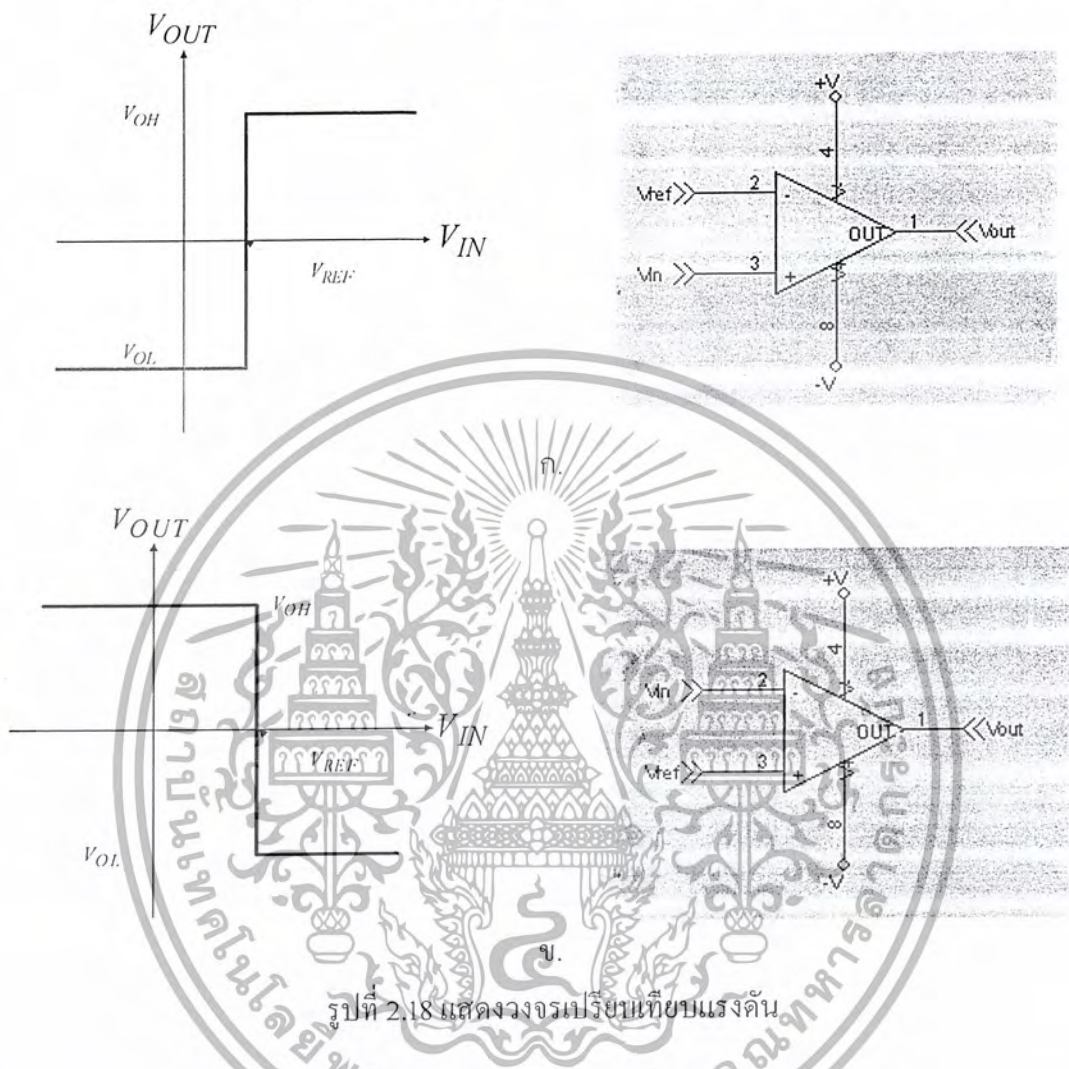 V_OUT
V_OH
V_IN
V_REF
V_OL
+V
4
Vref
2
-
OUT
1
Vout
Vin
3
+
8
-V
ก.
V_OUT
V_OH
V_IN
V_REF
V_OL
+V
4
Vin
2
-
OUT
1
Vout
Vref
3
+
8
-V
ข.
รูปที่ 2.18 แสดงวงจรเปรียบเทียบแรงดัน